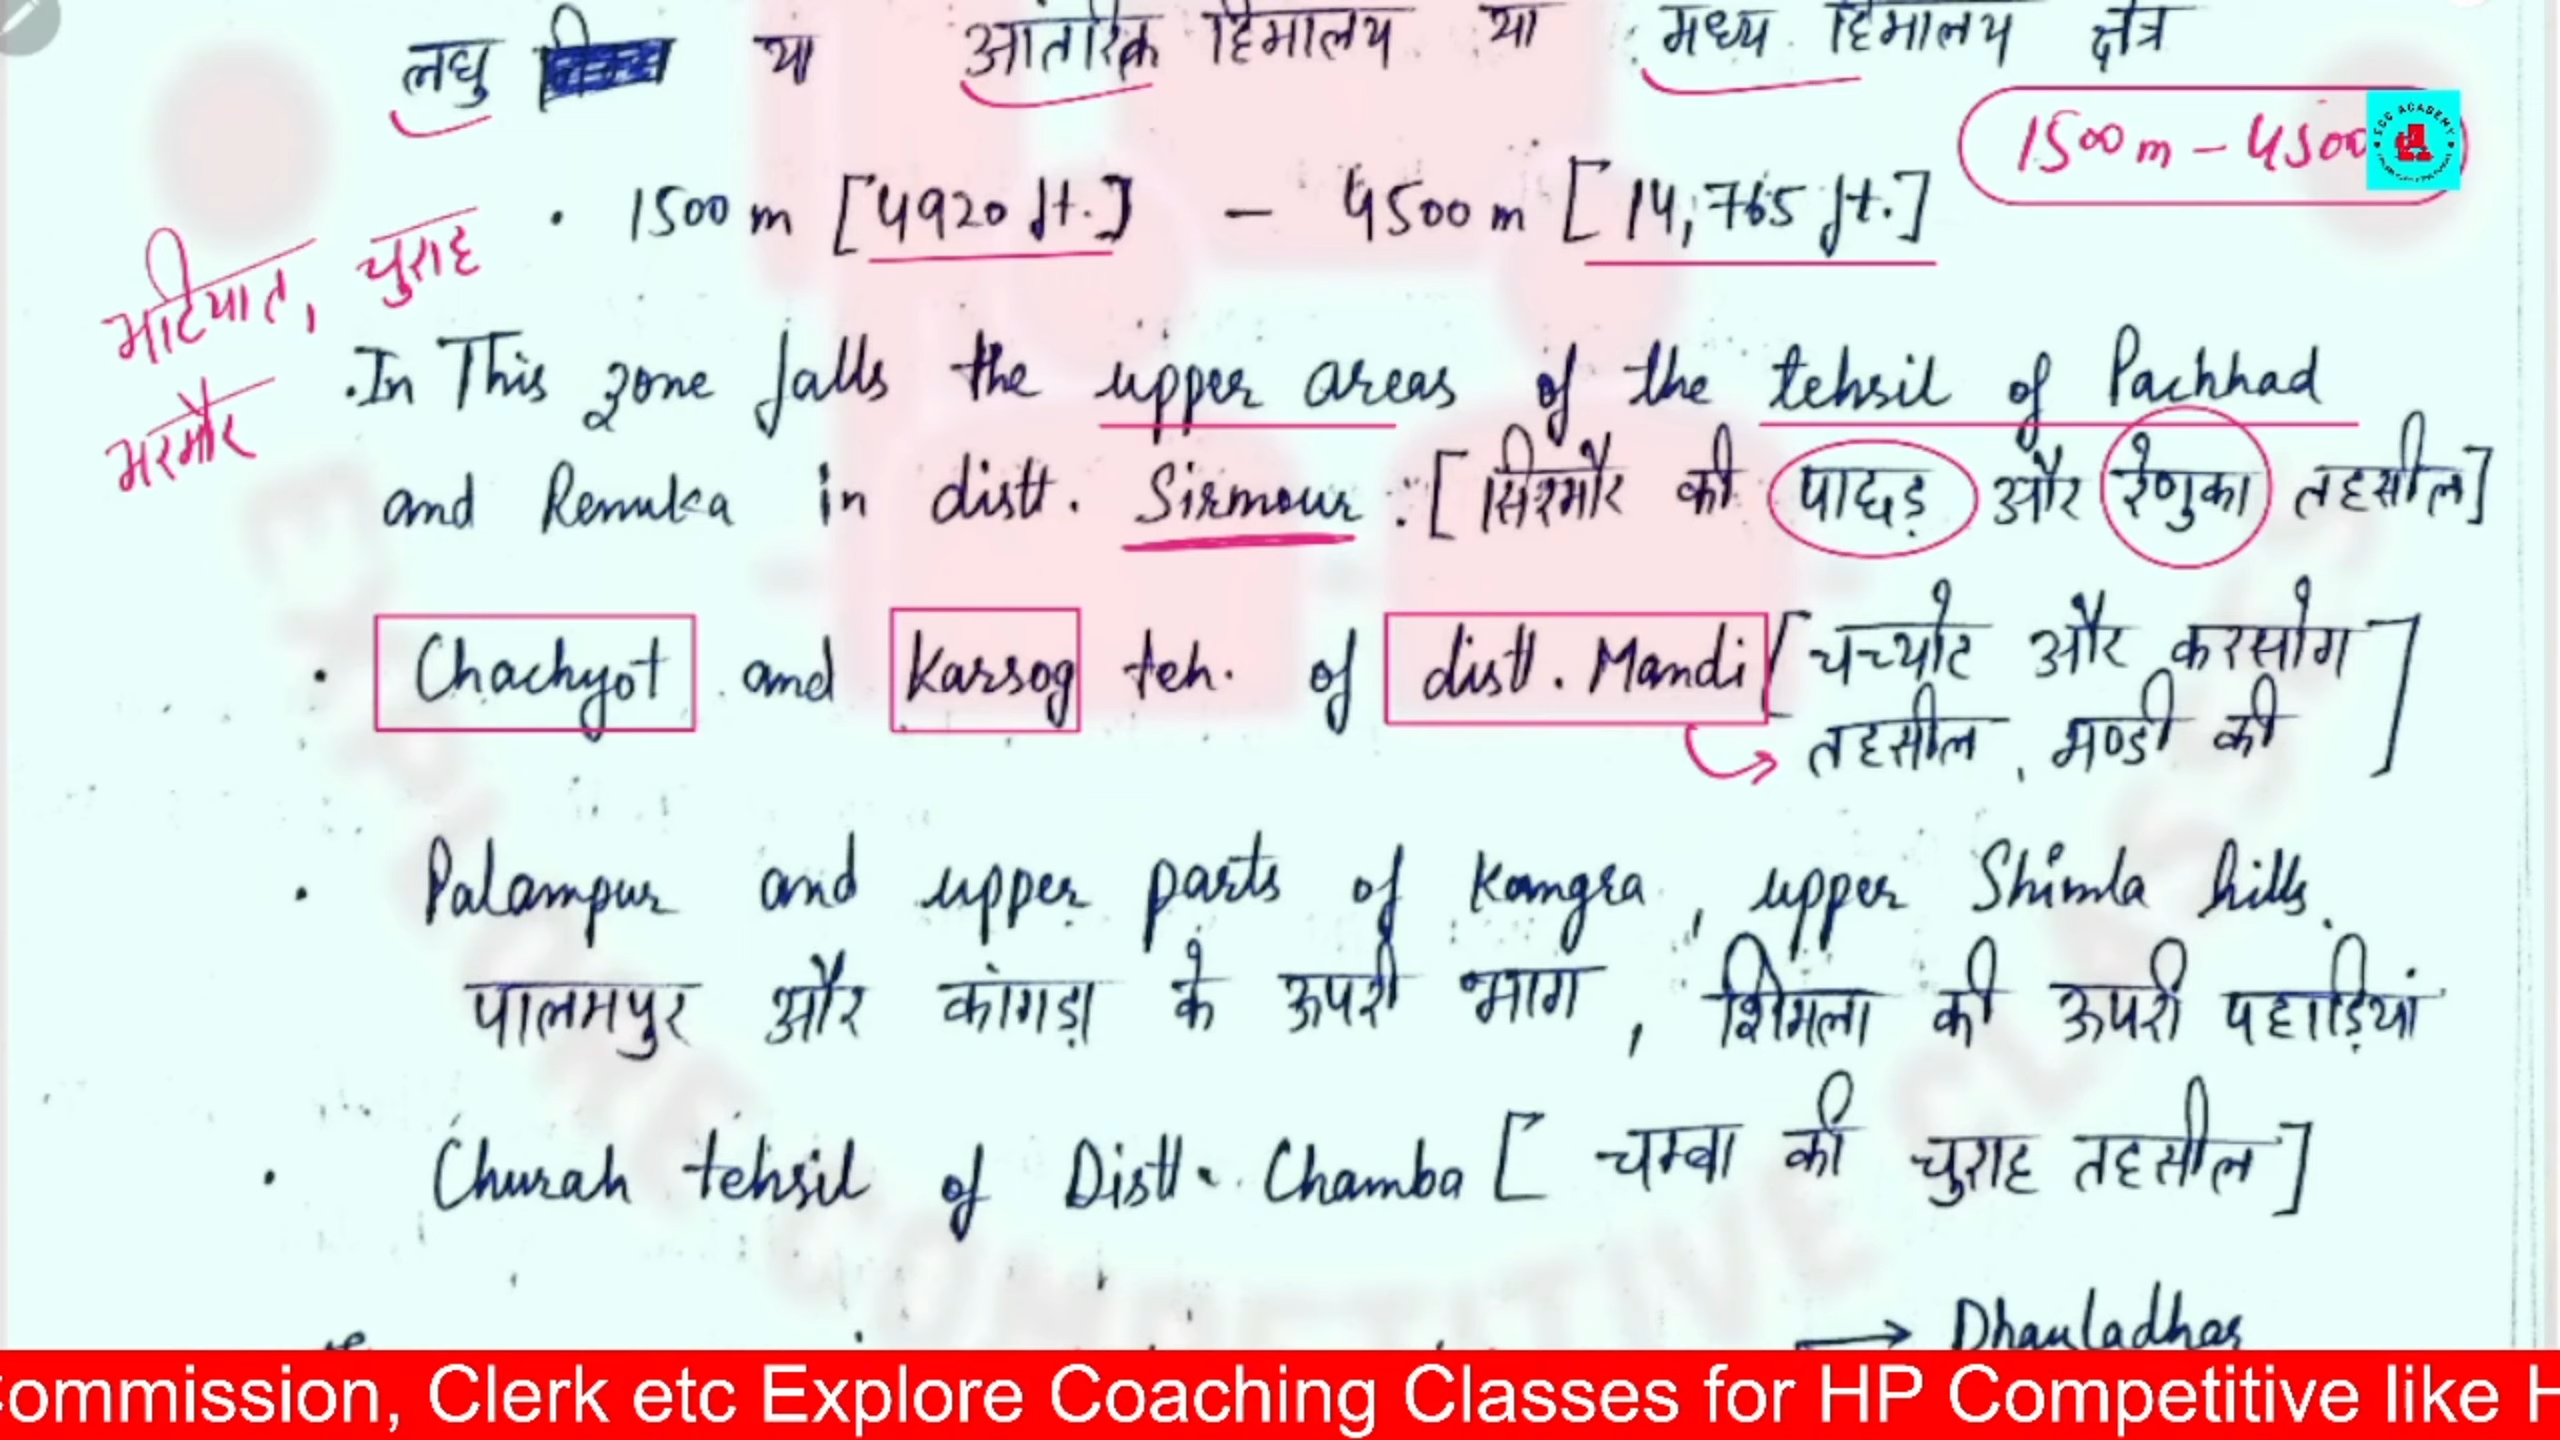 लघु या आंतरिक हिमालय या मध्य हिमालय क्षेत्र
1500 m - 4500
• 1500 m [4920 ft.] - 4500 m [14,765 ft.]
भटियात, चुराह
भरमौर
. In This zone falls the upper areas of the tehsil of Pachhad
and Renuka in distt. Sirmour :[सिरमौर की पाछड़ और रेणुका तहसील]
• Chachyot and Karsog teh. of distt. Mandi [चच्योट और करसोग
तहसील, मण्डी की]
• Palampur and upper parts of Kangra, upper Shimla hills.
पालमपुर और कांगड़ा के ऊपरी भाग, शिमला की ऊपरी पहाड़ियां
• Churah tehsil of Distt. Chamba [चम्बा की चुराह तहसील]
→ Dhauladhar
ommission, Clerk etc Explore Coaching Classes for HP Competitive like H